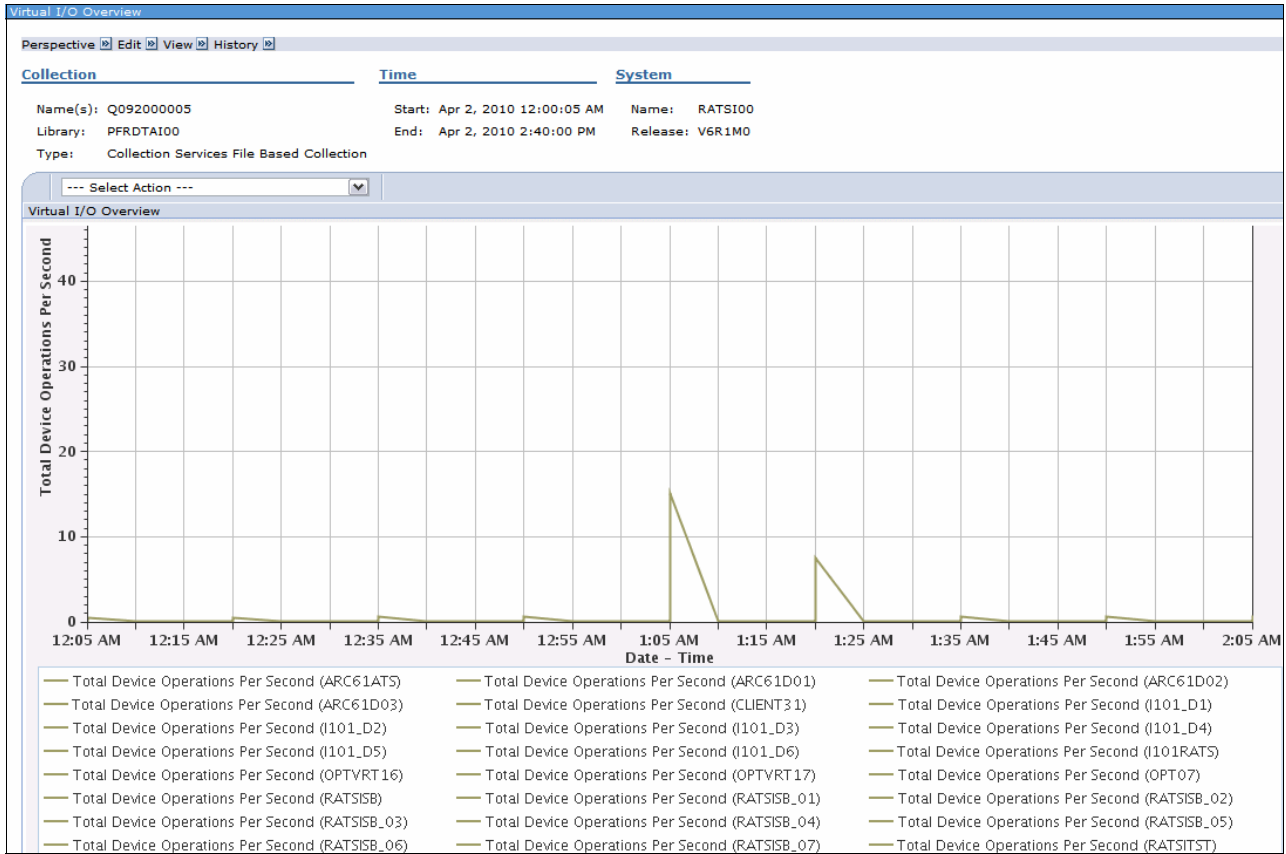 Virtual I/O Overview
Perspective Edit View History
Collection Time System
Name(s): Q092000005 Start: Apr 2, 2010 12:00:05 AM Name: RATSI00
Library: PFRDTAI00 End: Apr 2, 2010 2:40:00 PM Release: V6R1M0
Type: Collection Services File Based Collection
--- Select Action ---
Virtual I/O Overview
Total Device Operations Per Second
40
30
20
10
0
12:05 AM 12:15 AM 12:25 AM 12:35 AM 12:45 AM 12:55 AM 1:05 AM 1:15 AM 1:25 AM 1:35 AM 1:45 AM 1:55 AM 2:05 AM
Date - Time
Total Device Operations Per Second (ARC61ATS) Total Device Operations Per Second (ARC61D01) Total Device Operations Per Second (ARC61D02)
Total Device Operations Per Second (ARC61D03) Total Device Operations Per Second (CLIENT31) Total Device Operations Per Second (I101_D1)
Total Device Operations Per Second (I101_D2) Total Device Operations Per Second (I101_D3) Total Device Operations Per Second (I101_D4)
Total Device Operations Per Second (I101_D5) Total Device Operations Per Second (I101_D6) Total Device Operations Per Second (I101RATS)
Total Device Operations Per Second (OPTVRT16) Total Device Operations Per Second (OPTVRT17) Total Device Operations Per Second (OPT07)
Total Device Operations Per Second (RATSISB) Total Device Operations Per Second (RATSISB_01) Total Device Operations Per Second (RATSISB_02)
Total Device Operations Per Second (RATSISB_03) Total Device Operations Per Second (RATSISB_04) Total Device Operations Per Second (RATSISB_05)
Total Device Operations Per Second (RATSISB_06) Total Device Operations Per Second (RATSISB_07) Total Device Operations Per Second (RATSITST)